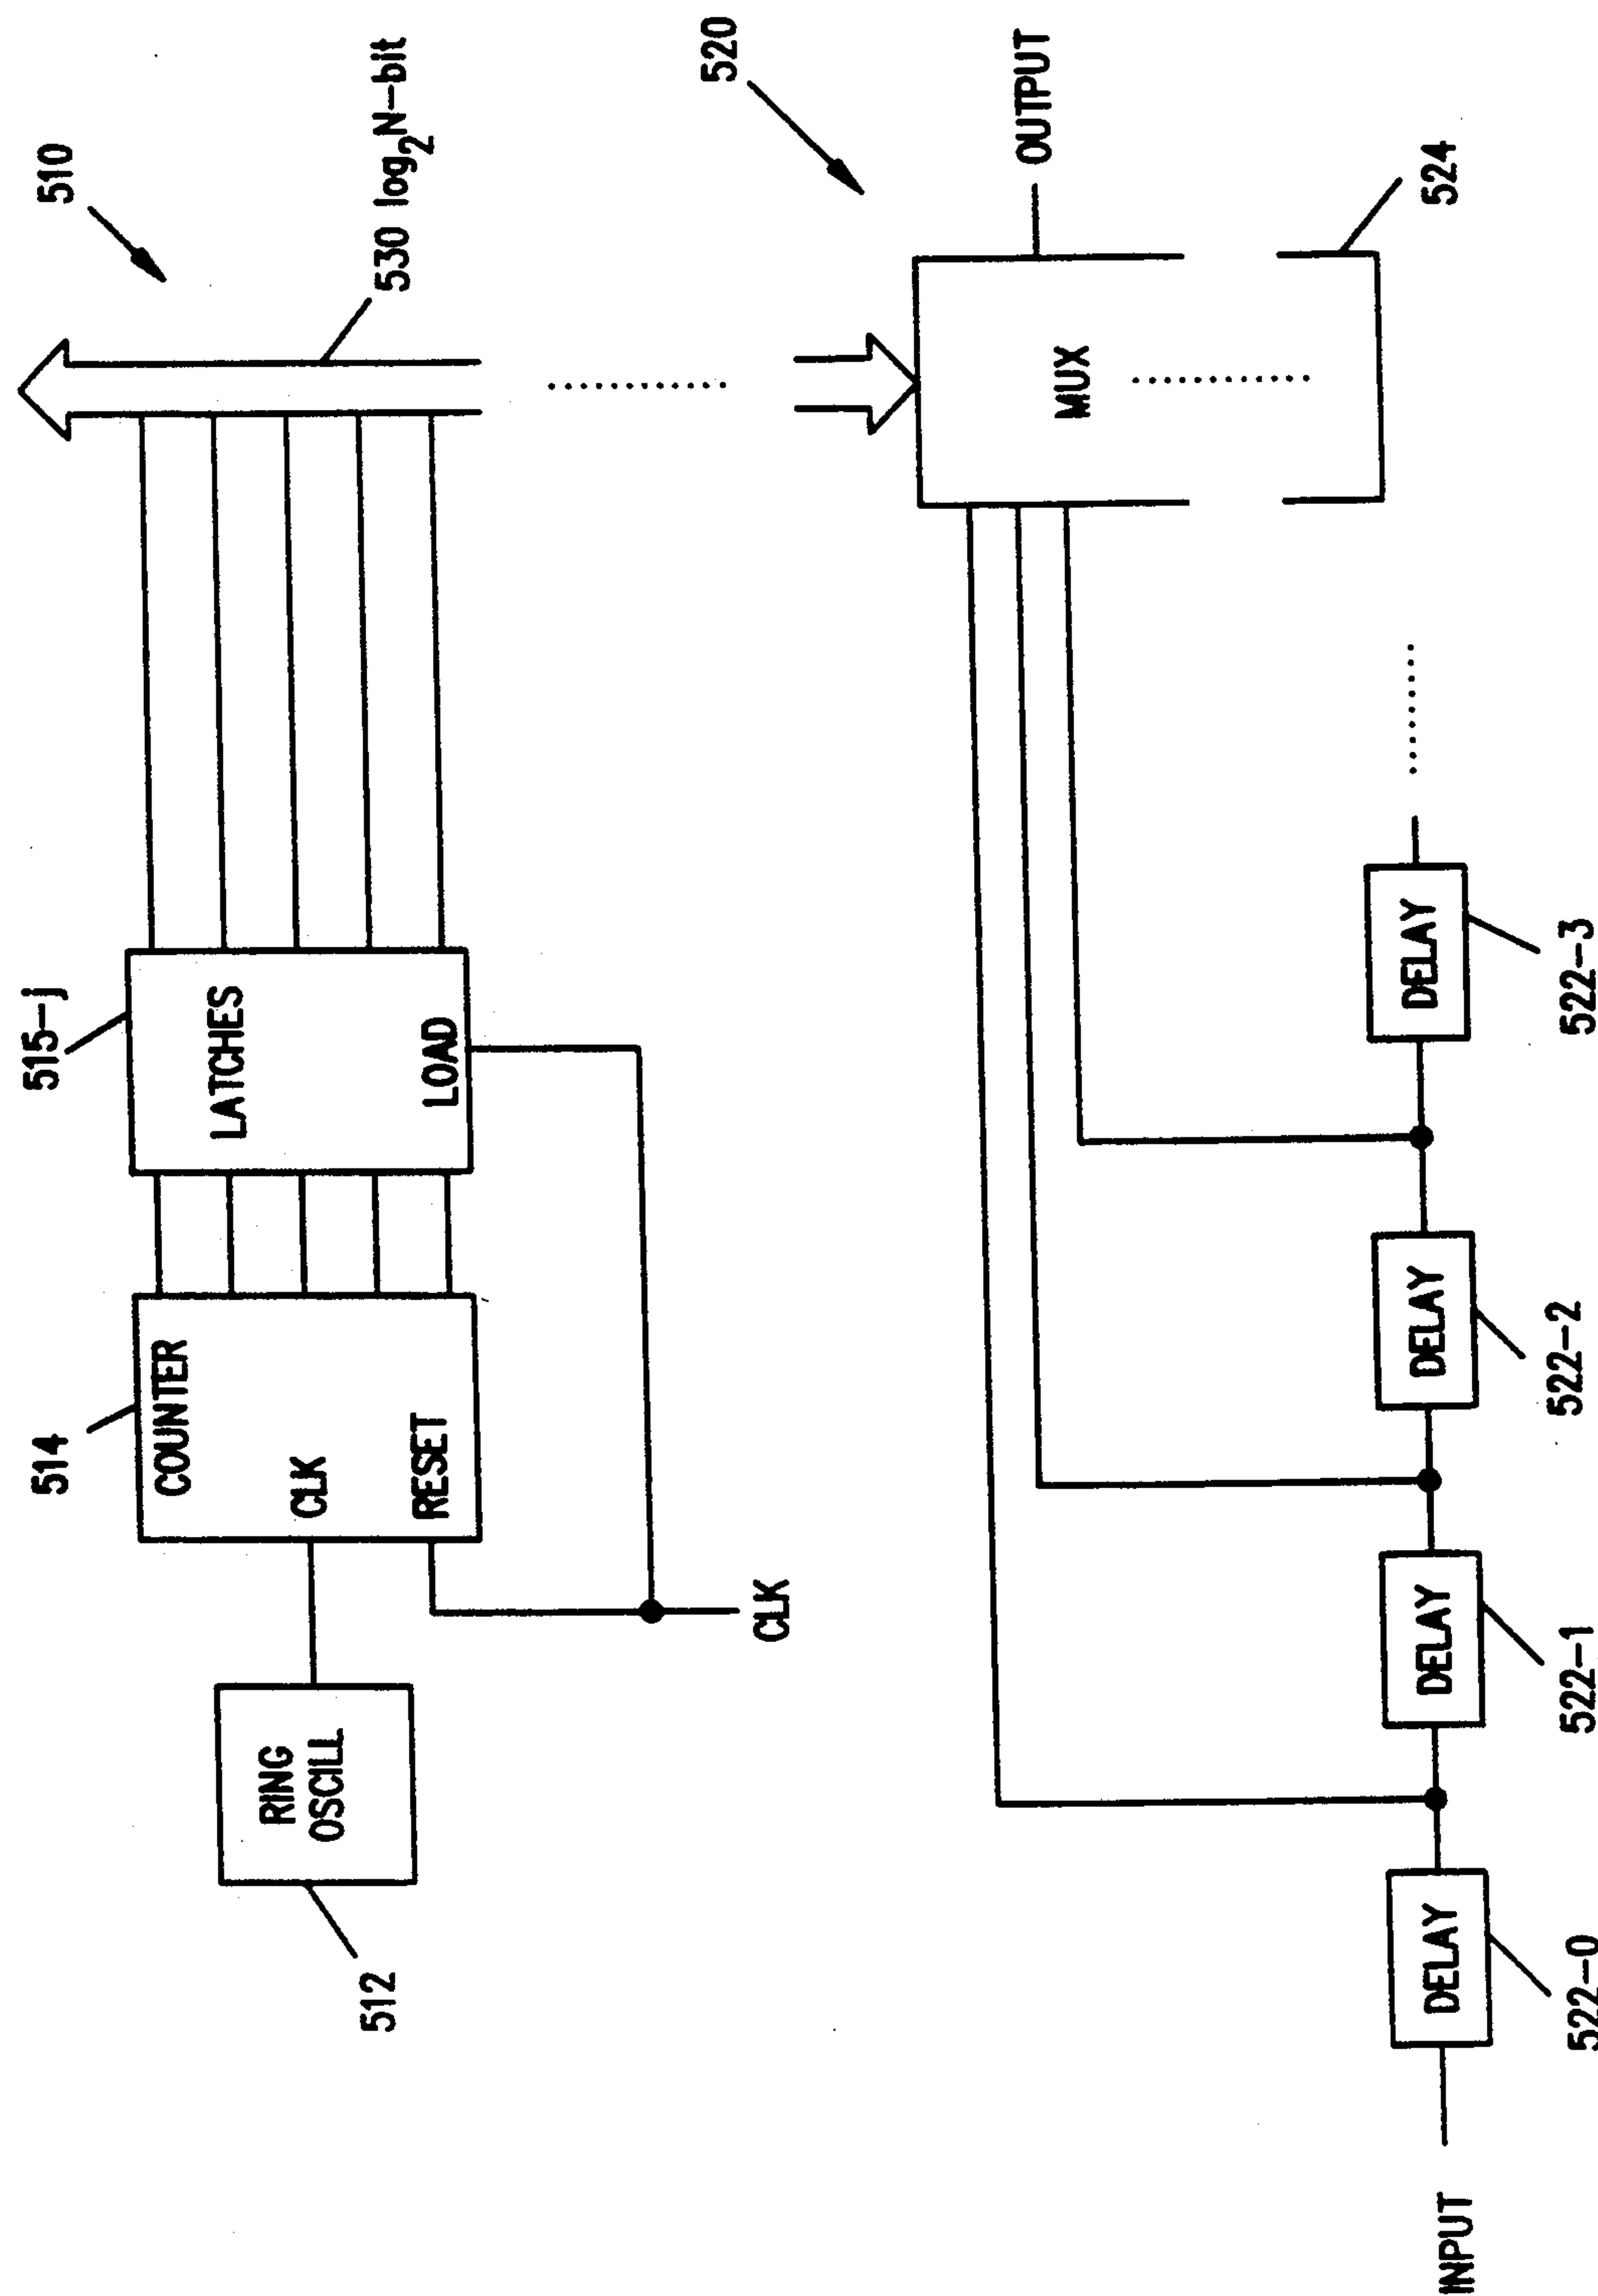 510
530 log2N-bit
515-j
LATCHES
LOAD
514
COUNTER
CLK
RESET
CLK
RING
OSCILL
512
520
OUTPUT
MUX
524
DELAY
522-3
DELAY
522-2
DELAY
522-1
DELAY
522-0
INPUT